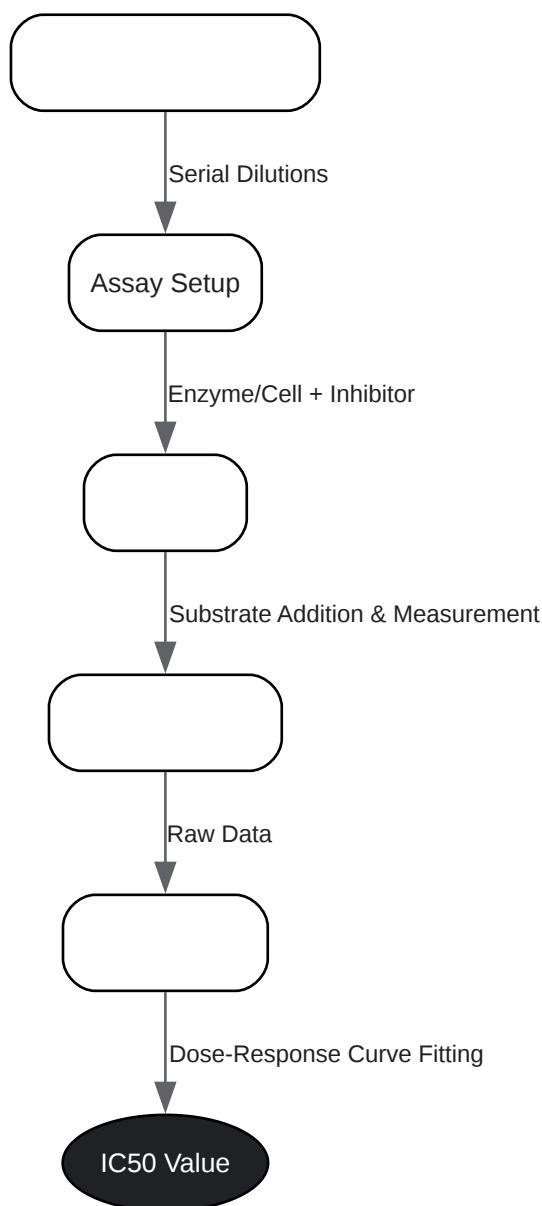 Serial Dilutions
Assay Setup
Enzyme/Cell + Inhibitor
Substrate Addition & Measurement
Raw Data
Dose-Response Curve Fitting
IC50 Value